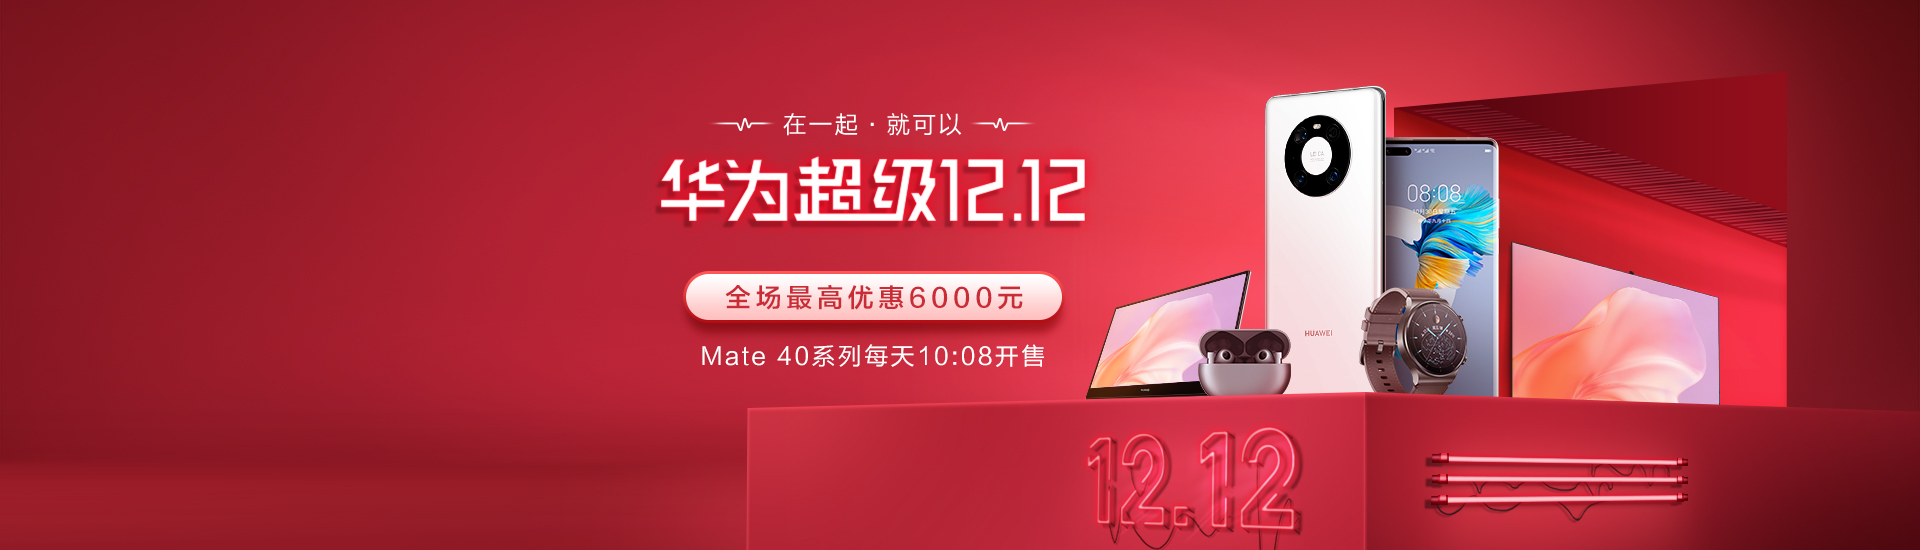 在一起·就可以
华为超级12.12
全场最高优惠6000元
Mate 40系列每天10:08开售
LEICA
08:08
HUAWEI
12.12